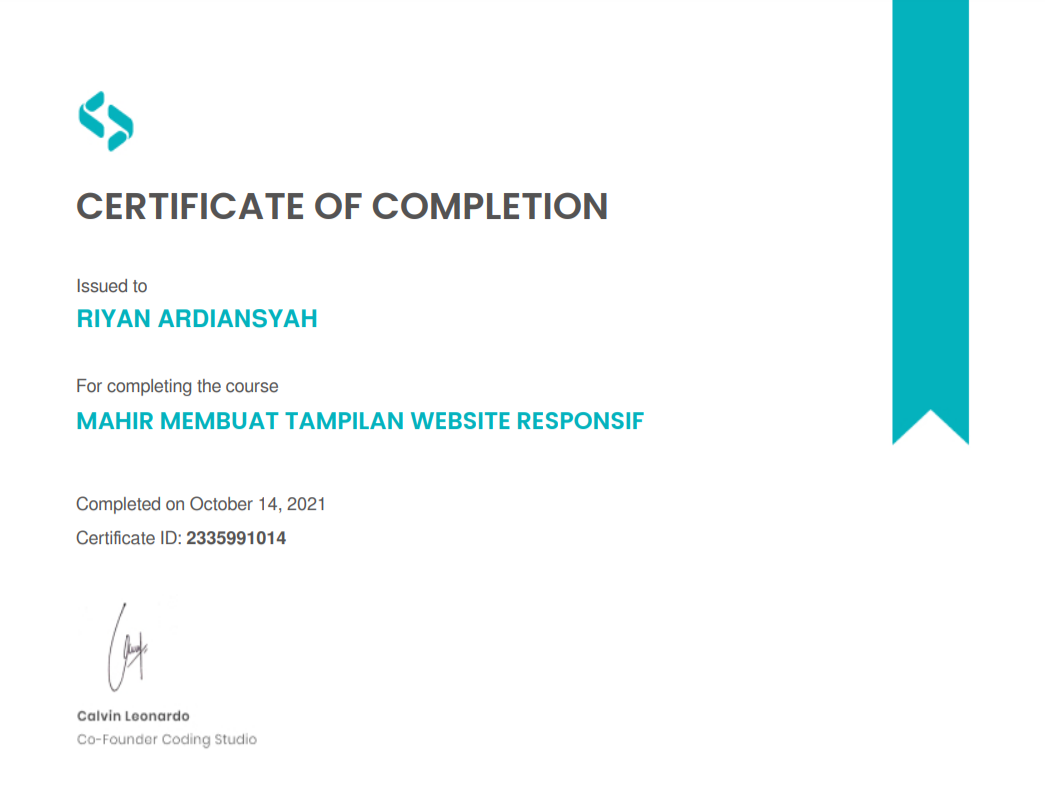 CERTIFICATE OF COMPLETION
Issued to
RIYAN ARDIANSYAH
For completing the course
MAHIR MEMBUAT TAMPILAN WEBSITE RESPONSIF
Completed on October 14, 2021
Certificate ID: 2335991014
Calvin Leonardo
Co-Founder Coding Studio